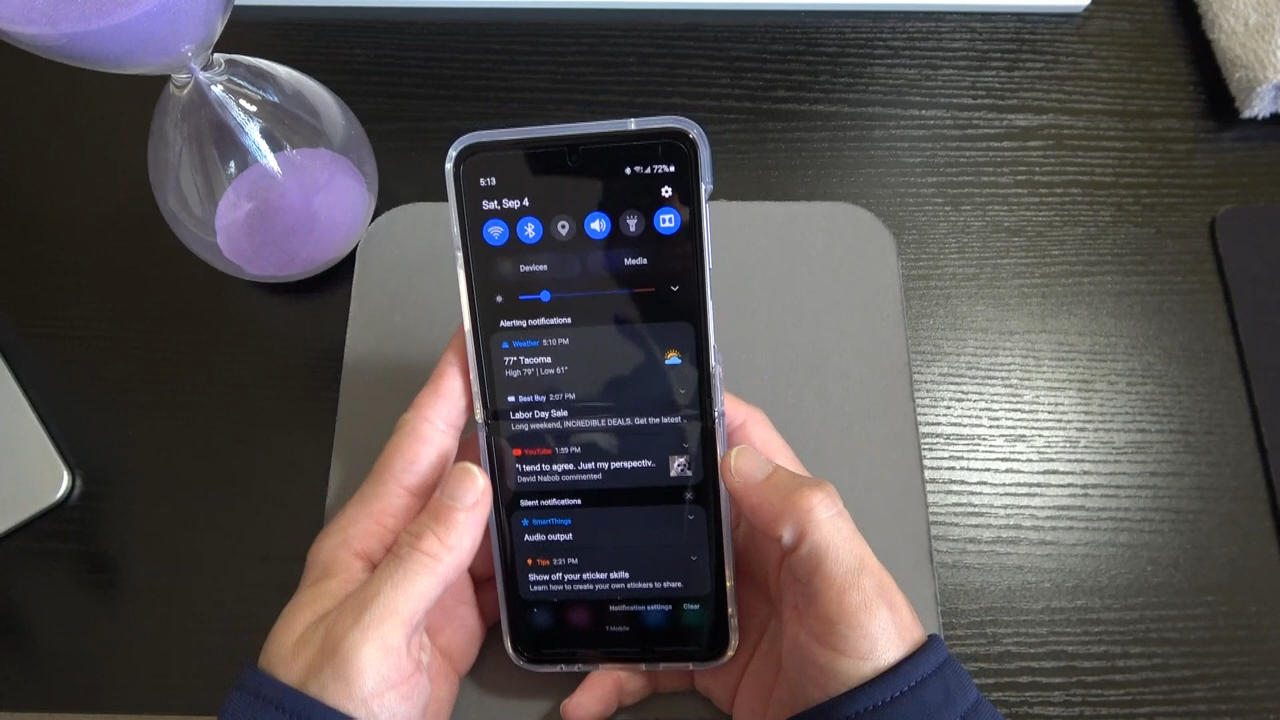 5:13
72%
Sat, Sep 4
Devices
Media
Alerting notifications
Weather 5:10 PM
77° Tacoma
High 79° | Low 61°
Best Buy 2:07 PM
Labor Day Sale
Long weekend, INCREDIBLE DEALS. Get the latest ..
YouTube 1:59 PM
"I tend to agree. Just my perspectiv..
David Nabob commented
Silent notifications
SmartThings
Audio output
Tips 2:21 PM
Show off your sticker skills
Learn how to create your own stickers to share.
Notification settings
Clear
T-Mobile